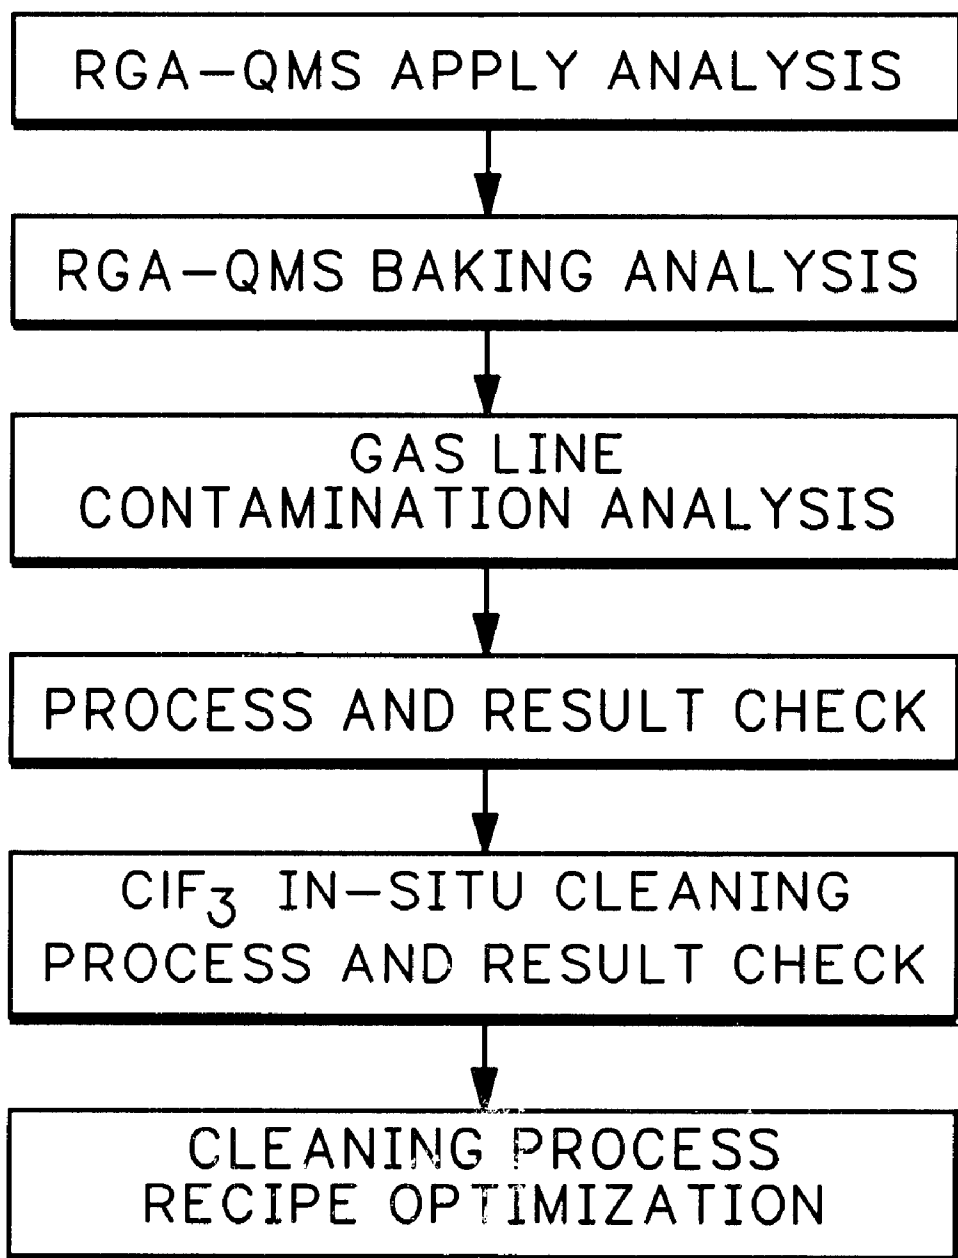 RGA-QMS APPLY ANALYSIS
RGA-QMS BAKING ANALYSIS
GAS LINE
CONTAMINATION ANALYSIS
PROCESS AND RESULT CHECK
ClF3 IN-SITU CLEANING
PROCESS AND RESULT CHECK
CLEANING PROCESS
RECIPE OPTIMIZATION